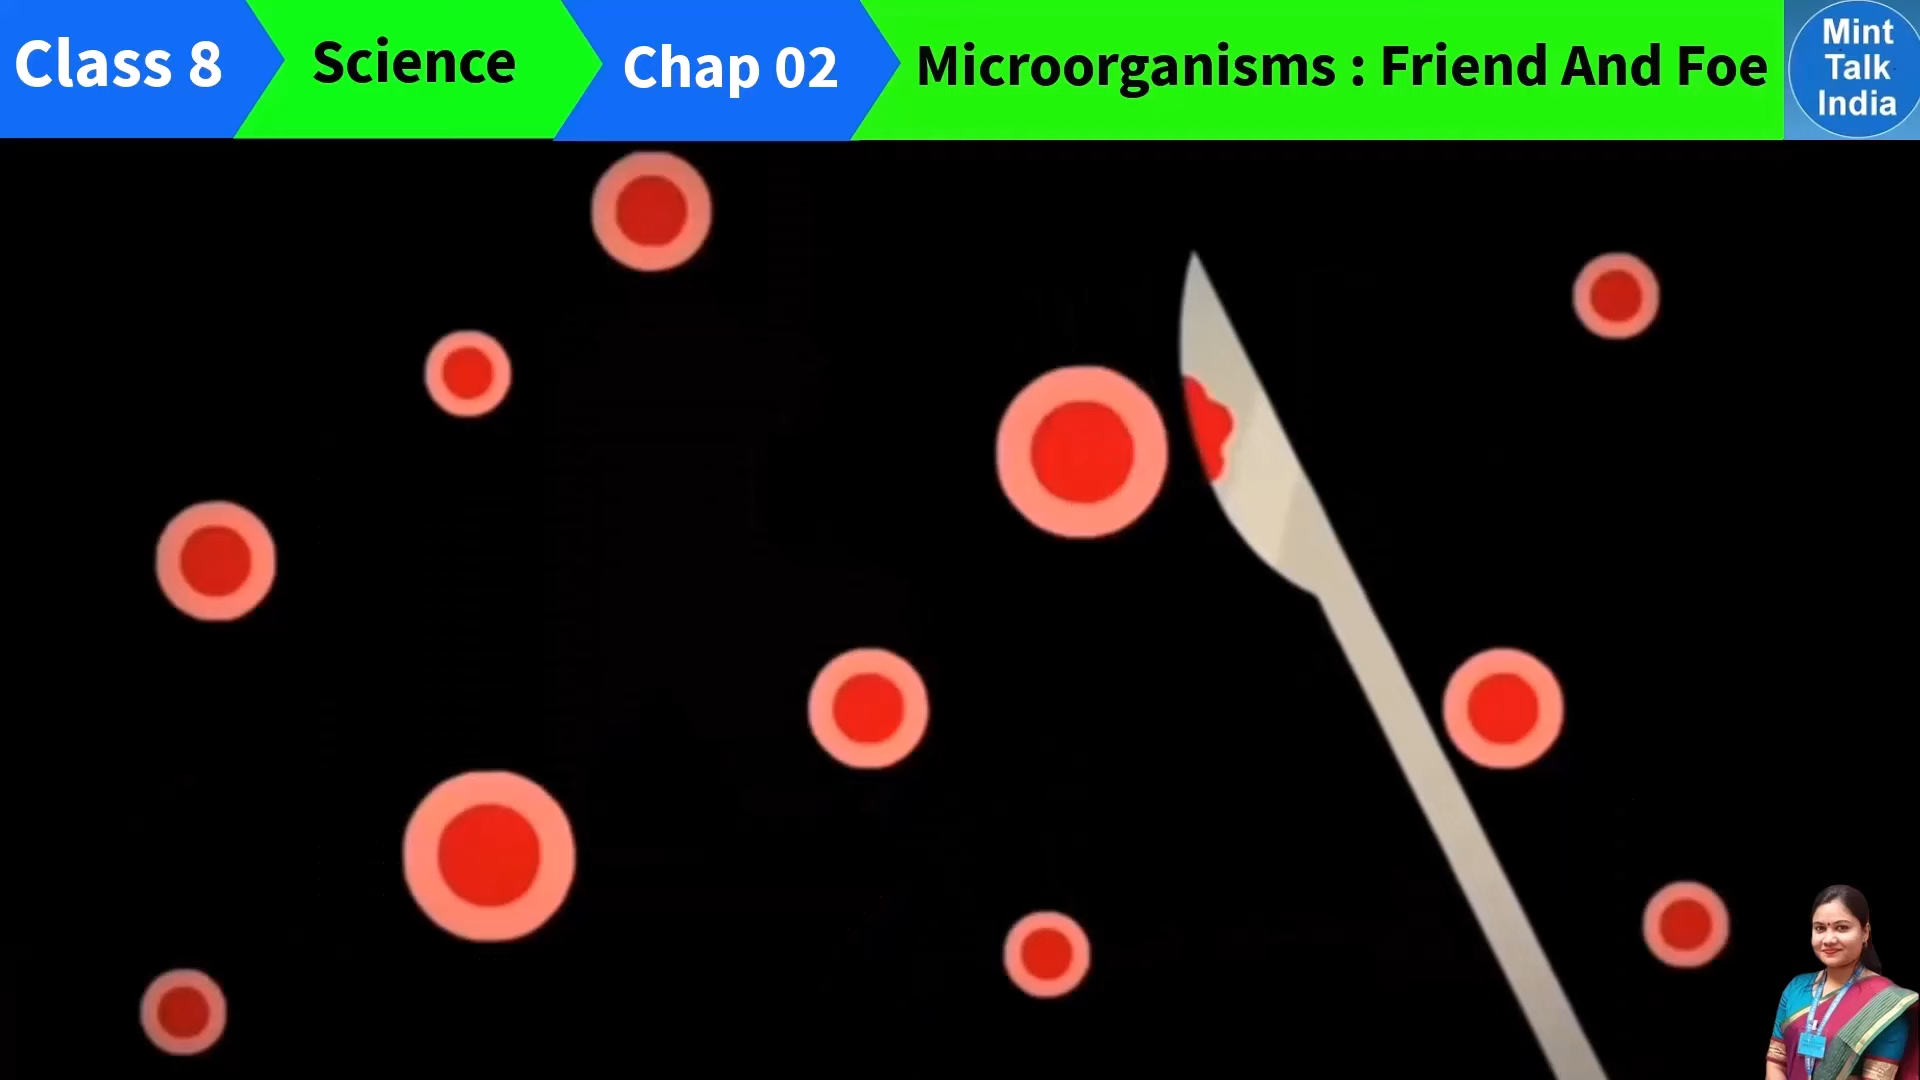 Class 8
Science
Chap 02
Microorganisms : Friend And Foe
Mint
Talk
India